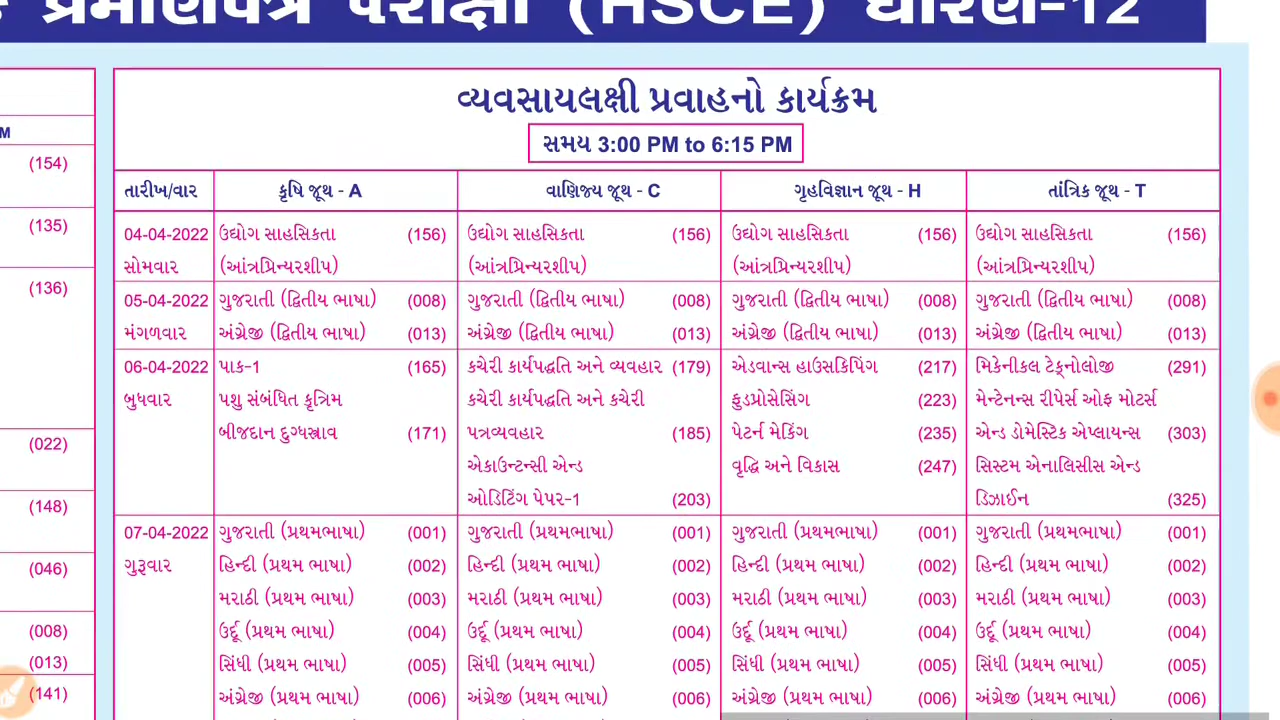 પ્રમાણપત્ર પરીક્ષા (HSCE) ધોરણ-12
વ્યવસાયલક્ષી પ્રવાહનો કાર્યક્રમ
સમય 3:00 PM to 6:15 PM
M
(154)
(135)
(136)
(022)
(148)
(046)
(008)
(013)
(141)
તારીખ/વાર કૃષિ જૂથ - A વાણિજ્ય જૂથ - C ગૃહવિજ્ઞાન જૂથ - H તાંત્રિક જૂથ - T
04-04-2022 ઉદ્યોગ સાહસિકતા (156) ઉદ્યોગ સાહસિકતા (156) ઉદ્યોગ સાહસિકતા (156) ઉદ્યોગ સાહસિકતા (156)
સોમવાર (આંત્રપ્રિન્યરશીપ) (આંત્રપ્રિન્યરશીપ) (આંત્રપ્રિન્યરશીપ) (આંત્રપ્રિન્યરશીપ)
05-04-2022 ગુજરાતી (દ્વિતીય ભાષા) (008) ગુજરાતી (દ્વિતીય ભાષા) (008) ગુજરાતી (દ્વિતીય ભાષા) (008) ગુજરાતી (દ્વિતીય ભાષા) (008)
મંગળવાર અંગ્રેજી (દ્વિતીય ભાષા) (013) અંગ્રેજી (દ્વિતીય ભાષા) (013) અંગ્રેજી (દ્વિતીય ભાષા) (013) અંગ્રેજી (દ્વિતીય ભાષા) (013)
06-04-2022 પાક-1 (165) કચેરી કાર્યપદ્ધતિ અને વ્યવહાર (179) એડવાન્સ હાઉસકિપિંગ (217) મિકેનીકલ ટેક્નોલોજી (291)
બુધવાર પશુ સંબંધિત કૃત્રિમ કચેરી કાર્યપદ્ધતિ અને કચેરી ફુડપ્રોસેસિંગ (223) મેન્ટેનન્સ રીપેર્સ ઓફ મોટર્સ
બીજદાન દુગ્ધસ્ત્રાવ (171) પત્રવ્યવહાર (185) પેટર્ન મેકિંગ (235) એન્ડ ડોમેસ્ટિક એપ્લાયન્સ (303)
એકાઉન્ટન્સી એન્ડ વૃદ્ધિ અને વિકાસ (247) સિસ્ટમ એનાલિસીસ એન્ડ
ઓડિટિંગ પેપર-1 (203) ડિઝાઈન (325)
07-04-2022 ગુજરાતી (પ્રથમભાષા) (001) ગુજરાતી (પ્રથમભાષા) (001) ગુજરાતી (પ્રથમભાષા) (001) ગુજરાતી (પ્રથમભાષા) (001)
ગુરૂવાર હિન્દી (પ્રથમ ભાષા) (002) હિન્દી (પ્રથમ ભાષા) (002) હિન્દી (પ્રથમ ભાષા) (002) હિન્દી (પ્રથમ ભાષા) (002)
મરાઠી (પ્રથમ ભાષા) (003) મરાઠી (પ્રથમ ભાષા) (003) મરાઠી (પ્રથમ ભાષા) (003) મરાઠી (પ્રથમ ભાષા) (003)
ઉર્દૂ (પ્રથમ ભાષા) (004) ઉર્દૂ (પ્રથમ ભાષા) (004) ઉર્દૂ (પ્રથમ ભાષા) (004) ઉર્દૂ (પ્રથમ ભાષા) (004)
સિંધી (પ્રથમ ભાષા) (005) સિંધી (પ્રથમ ભાષા) (005) સિંધી (પ્રથમ ભાષા) (005) સિંધી (પ્રથમ ભાષા) (005)
અંગ્રેજી (પ્રથમ ભાષા) (006) અંગ્રેજી (પ્રથમ ભાષા) (006) અંગ્રેજી (પ્રથમ ભાષા) (006) અંગ્રેજી (પ્રથમ ભાષા) (006)